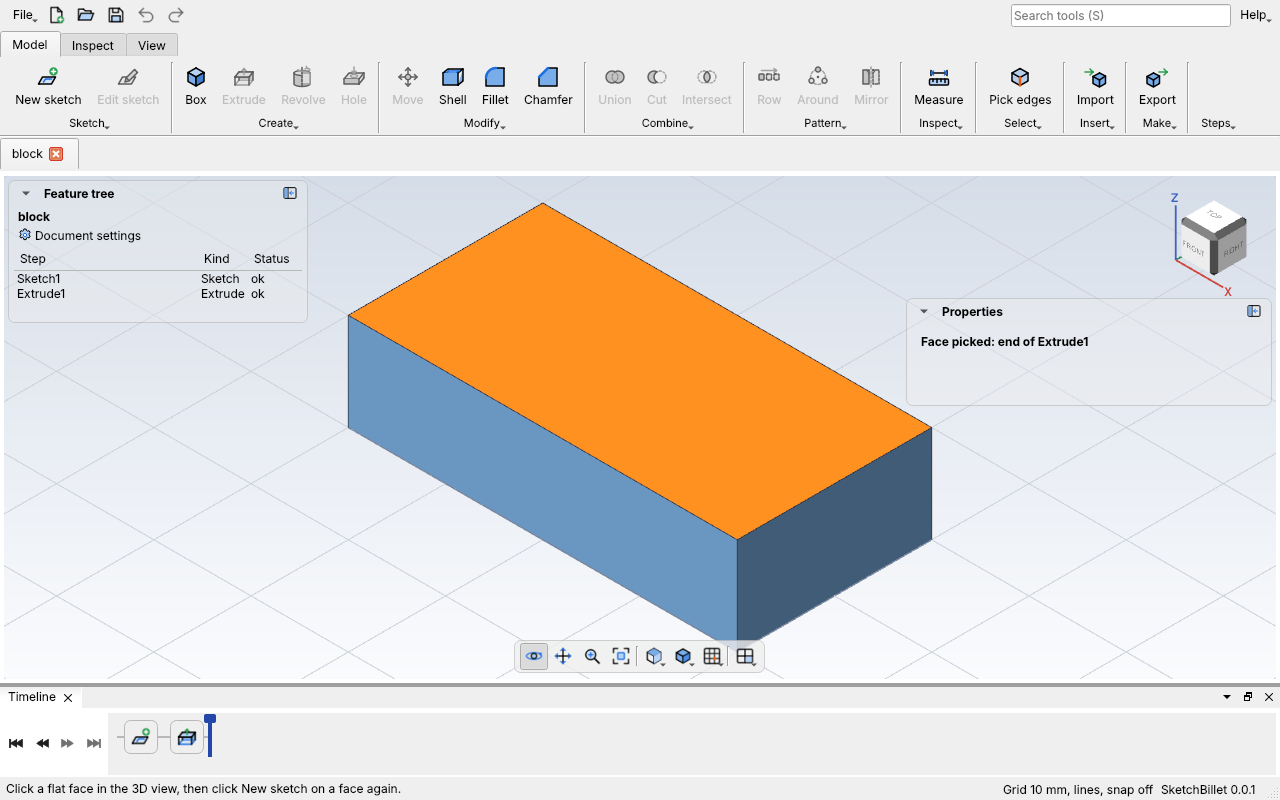 File
Search tools (S)
Help
Model
Inspect
View
New sketch
Edit sketch
Box
Extrude
Revolve
Hole
Move
Shell
Fillet
Chamfer
Union
Cut
Intersect
Row
Around
Mirror
Measure
Pick edges
Import
Export
Sketch
Create
Modify
Combine
Pattern
Inspect
Select
Insert
Make
Steps
block
Feature tree
block
Document settings
Step Kind Status
Sketch1 Sketch ok
Extrude1 Extrude ok
Z
TOP
FRONT
RIGHT
X
Properties
Face picked: end of Extrude1
Timeline
Click a flat face in the 3D view, then click New sketch on a face again.
Grid 10 mm, lines, snap off
SketchBillet 0.0.1